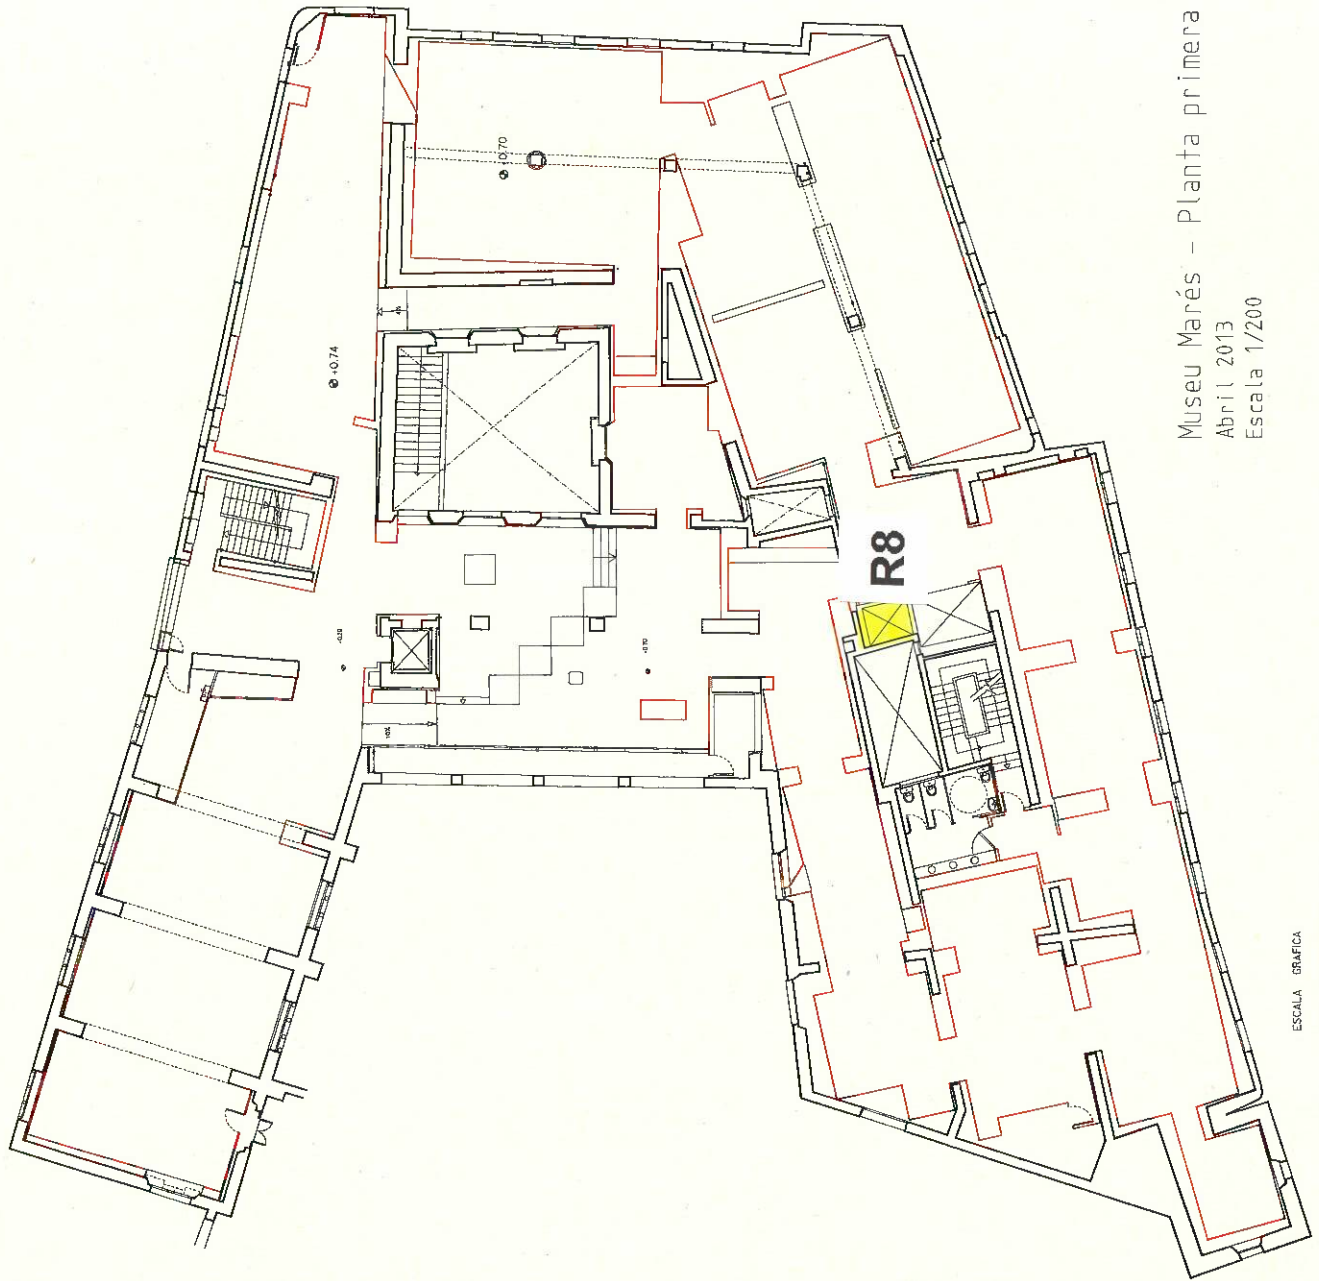 Museu Marés - Planta primera
Abril 2013
Escala 1/200
R8
+0.74
+0.70
ESCALA GRAFICA